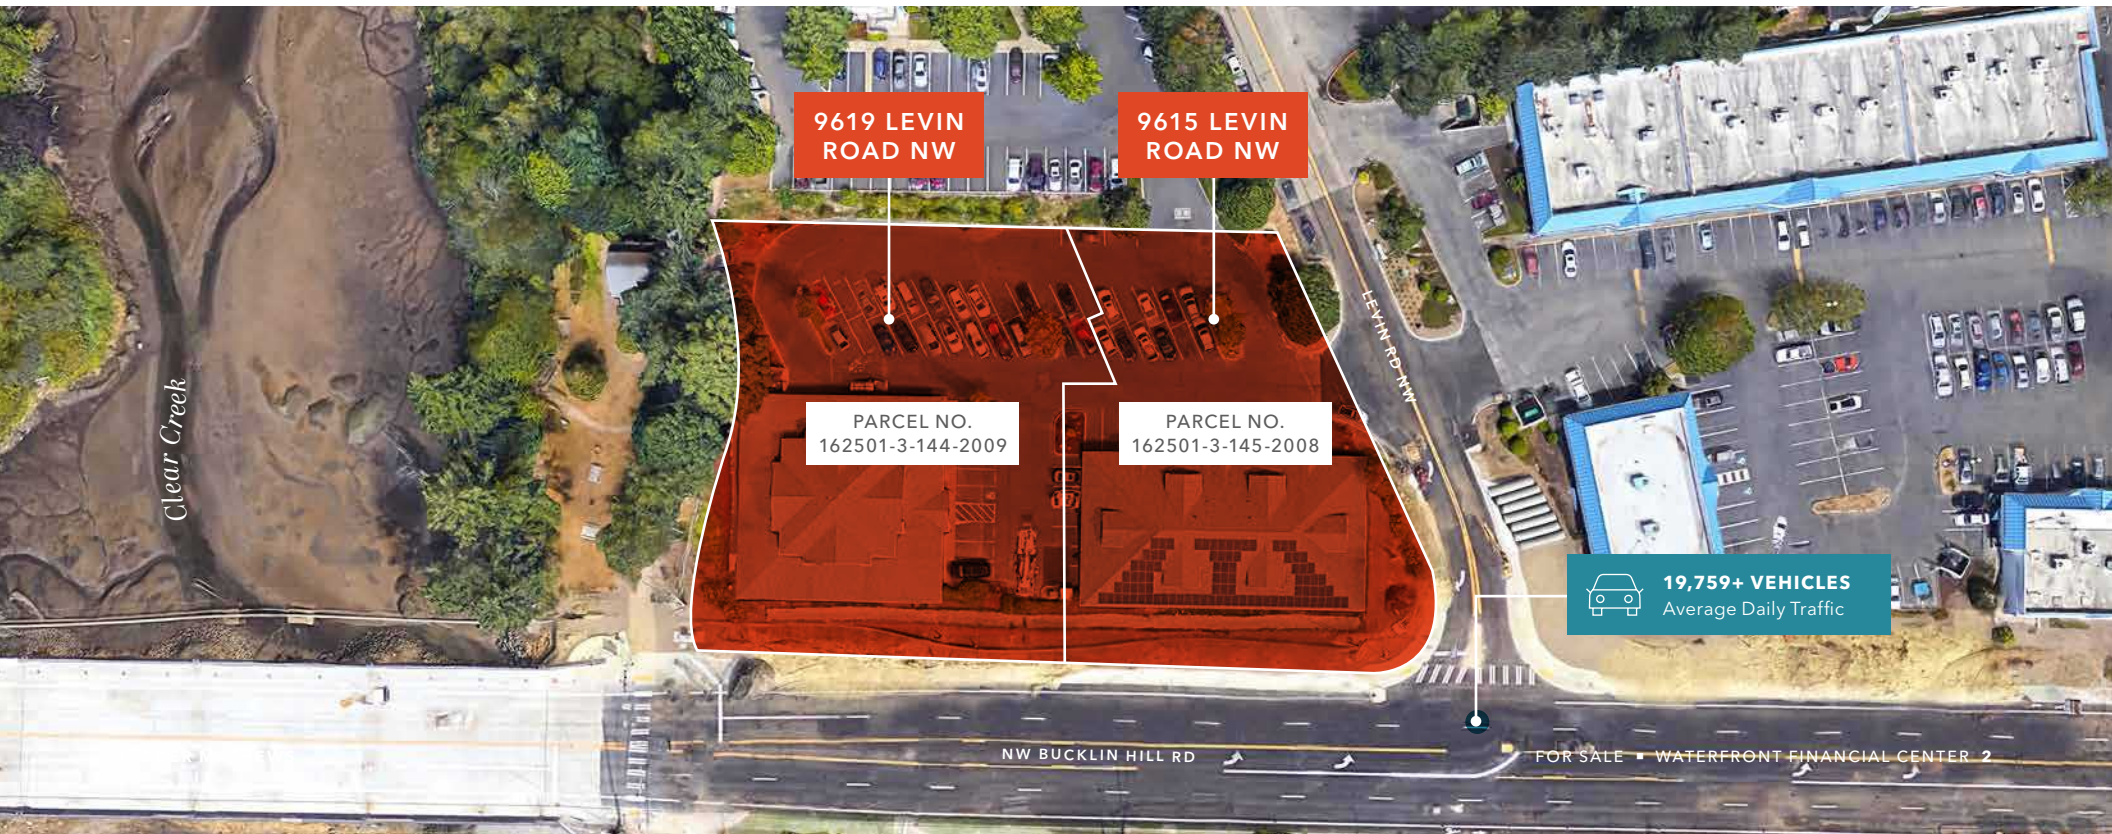 9619 LEVIN
ROAD NW
9615 LEVIN
ROAD NW
LEVIN RD NW
Clear Creek
PARCEL NO.
162501-3-144-2009
PARCEL NO.
162501-3-145-2008
19,759+ VEHICLES
Average Daily Traffic
NW BUCKLIN HILL RD
FOR SALE ▪ WATERFRONT FINANCIAL CENTER 2